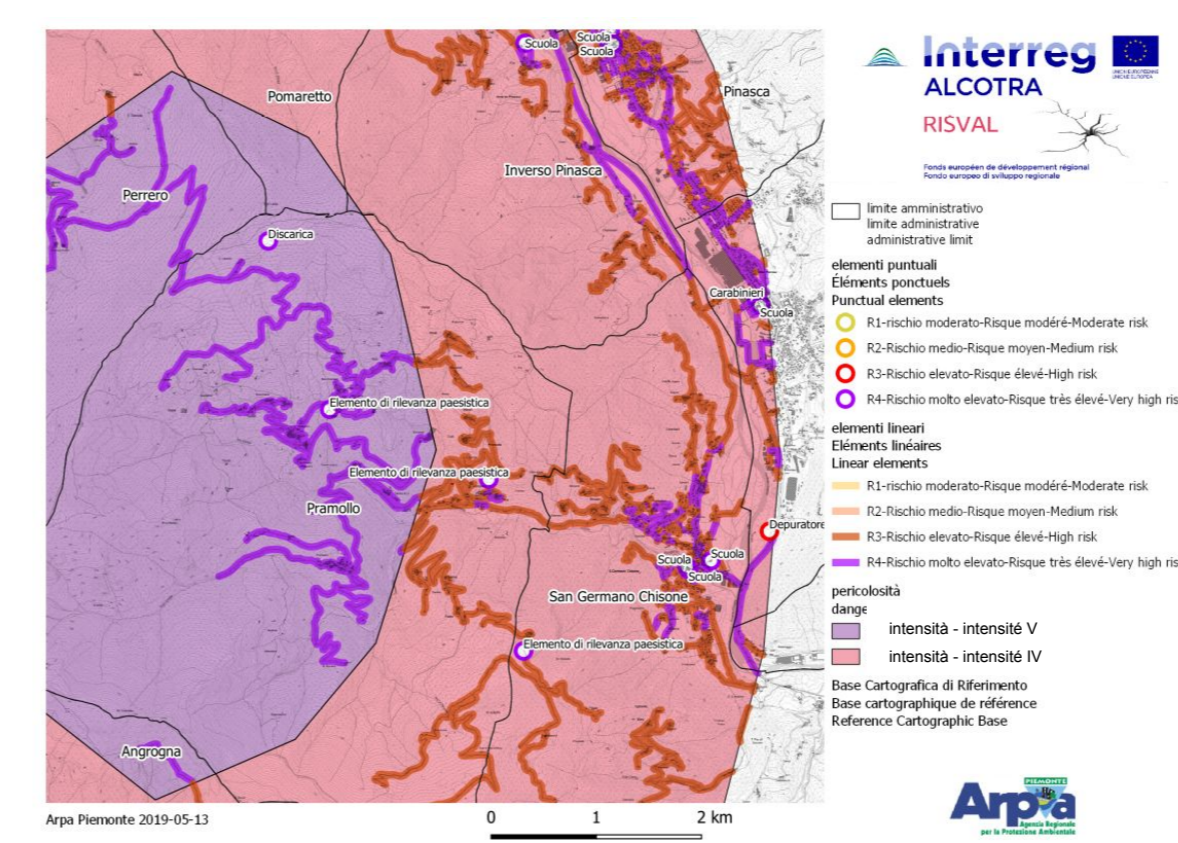 Scuola
Scuola
Scuola
Pomaretto
Pinasca
Inverso Pinasca
Perrero
Discarica
Carabinieri
Scuola
Elemento di rilevanza paesistica
Elemento di rilevanza paesistica
Pramollo
Depuratore
Scuola
Scuola
Scuola
San Germano Chisone
Elemento di rilevanza paesistica
Angrogna
Arpa Piemonte 2019-05-13
0 1 2 km
Interreg
ALCOTRA
UNION EUROPÉENNE
UNIONE EUROPEA
RISVAL
Fonds européen de développement régional
Fondo europeo di sviluppo regionale
limite amministrativo
limite administrative
administrative limit
elementi puntuali
Éléments ponctuels
Punctual elements
R1-rischio moderato-Risque modéré-Moderate risk
R2-Rischio medio-Risque moyen-Medium risk
R3-Rischio elevato-Risque élevé-High risk
R4-Rischio molto elevato-Risque très élevé-Very high ris
elementi lineari
Eléments linéaires
Linear elements
R1-rischio moderato-Risque modéré-Moderate risk
R2-Rischio medio-Risque moyen-Medium risk
R3-Rischio elevato-Risque élevé-High risk
R4-Rischio molto elevato-Risque très élevé-Very high ris
pericolosità
dange
intensità - intensité V
intensità - intensité IV
Base Cartografica di Riferimento
Base cartographique de référence
Reference Cartographic Base
PIEMONTE
Arpa
Agenzia Regionale
per la Protezione Ambientale